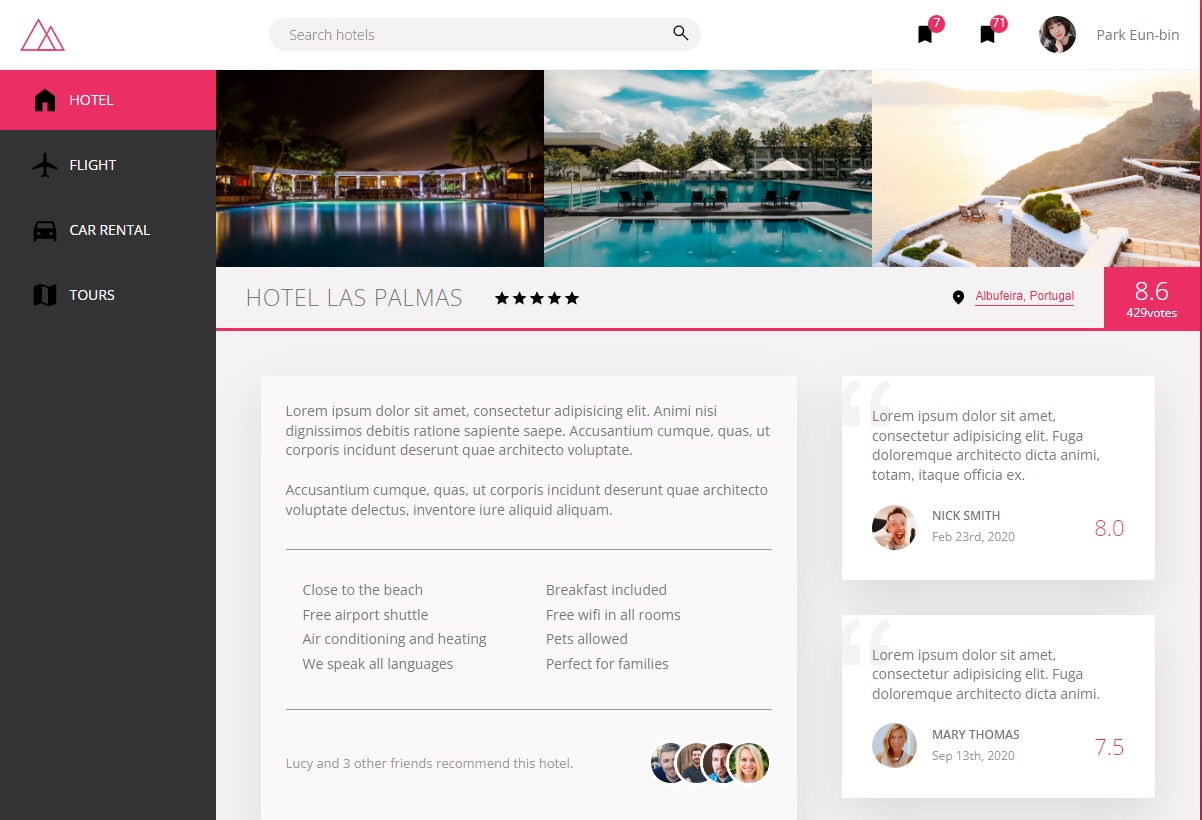 Search hotels
7
71
Park Eun-bin
HOTEL
FLIGHT
CAR RENTAL
TOURS
HOTEL LAS PALMAS
Albufeira, Portugal
8.6
429votes
Lorem ipsum dolor sit amet, consectetur adipisicing elit. Animi nisi
dignissimos debitis ratione sapiente saepe. Accusantium cumque, quas, ut
corporis incidunt deserunt quae architecto voluptate.
Accusantium cumque, quas, ut corporis incidunt deserunt quae architecto
voluptate delectus, inventore iure aliquid aliquam.
Close to the beach
Breakfast included
Free airport shuttle
Free wifi in all rooms
Air conditioning and heating
Pets allowed
We speak all languages
Perfect for families
Lucy and 3 other friends recommend this hotel.
“
Lorem ipsum dolor sit amet,
consectetur adipisicing elit. Fuga
doloremque architecto dicta animi,
totam, itaque officia ex.
NICK SMITH
Feb 23rd, 2020
8.0
“
Lorem ipsum dolor sit amet,
consectetur adipisicing elit. Fuga
doloremque architecto dicta animi.
MARY THOMAS
Sep 13th, 2020
7.5